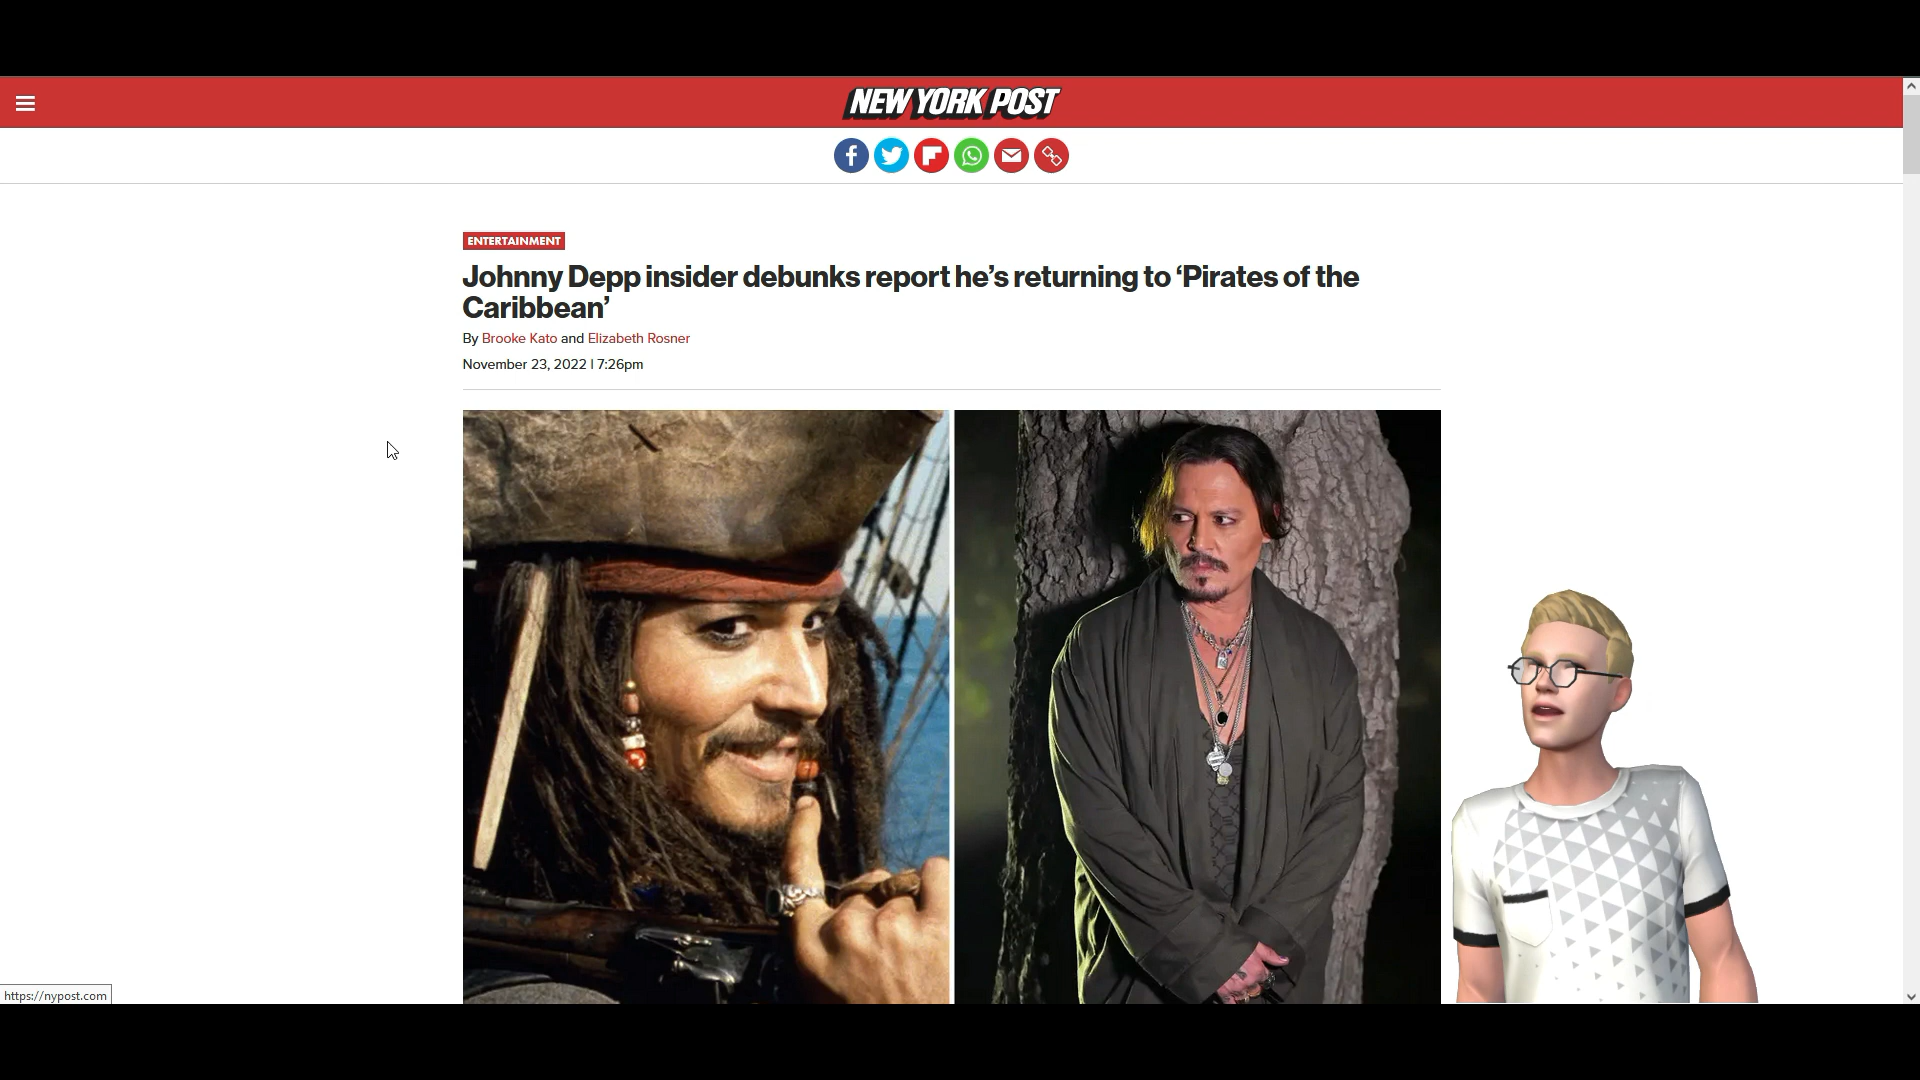 NEW YORK POST
ENTERTAINMENT
Johnny Depp insider debunks report he’s returning to ‘Pirates of the
Caribbean’
By Brooke Kato and Elizabeth Rosner
November 23, 2022 | 7:26pm
https://nypost.com